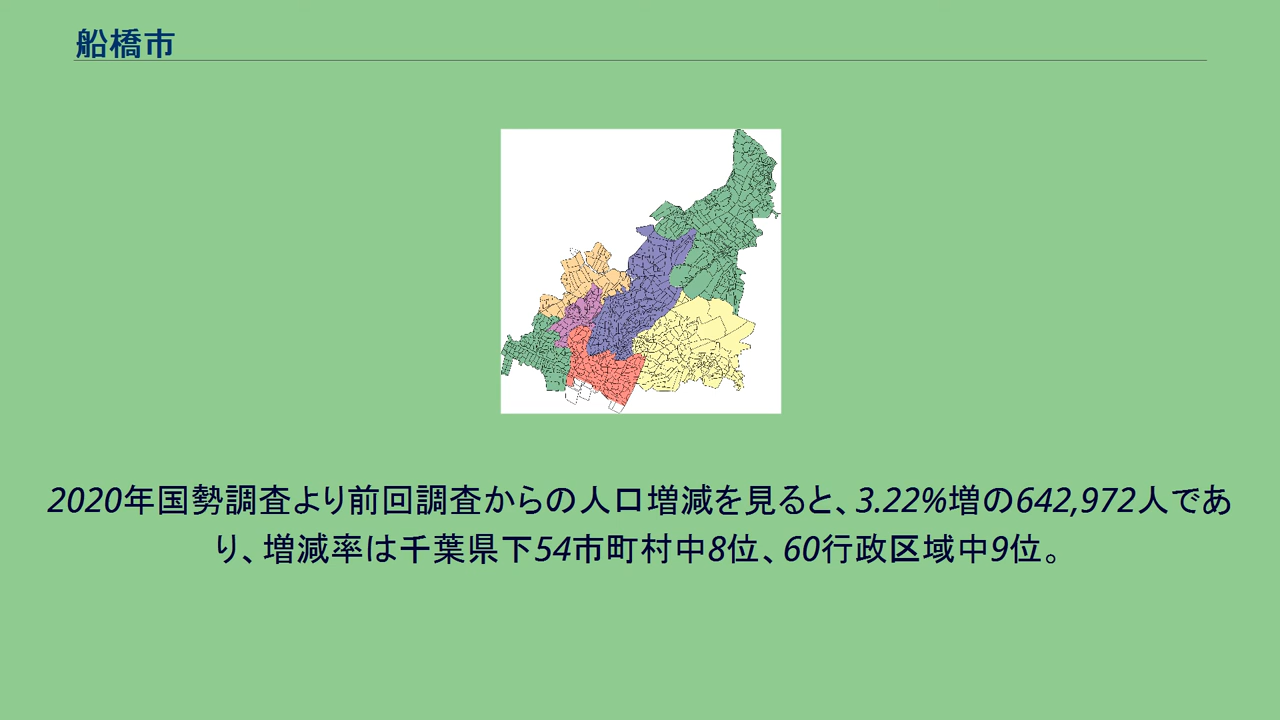 船橋市
2020年国勢調査より前回調査からの人口増減を見ると、3.22%増の642,972人であ
り、増減率は千葉県下54市町村中8位、60行政区域中9位。